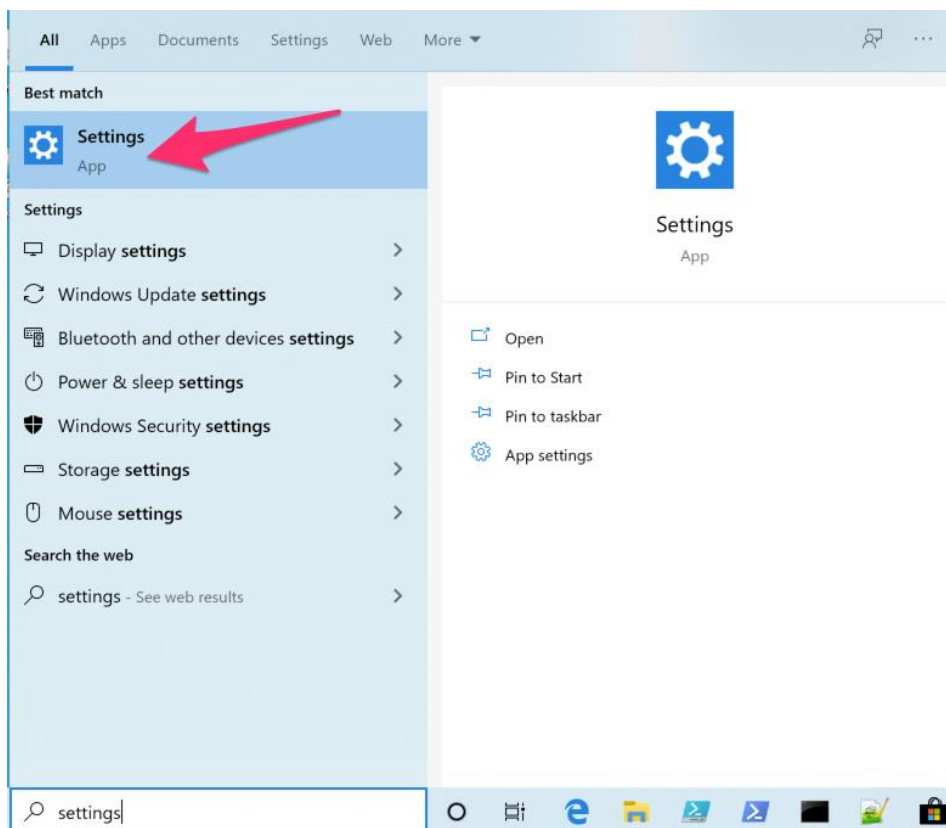 All Apps Documents Settings Web More
Best match
Settings
App
Settings
Display settings
Windows Update settings
Bluetooth and other devices settings
Power & sleep settings
Windows Security settings
Storage settings
Mouse settings
Search the web
settings - See web results
Settings
App
Open
Pin to Start
Pin to taskbar
App settings
settings